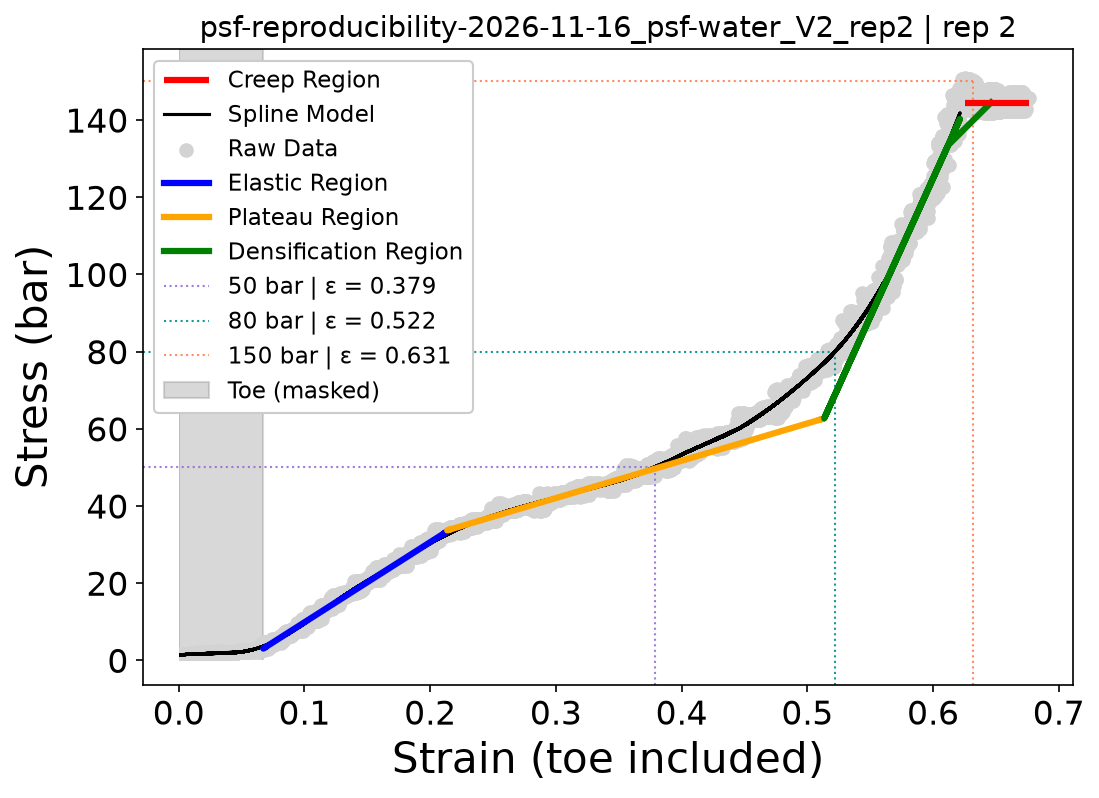 psf-reproducibility-2026-11-16_psf-water_V2_rep2 | rep 2
Creep Region
Spline Model
Raw Data
Elastic Region
Plateau Region
Densification Region
50 bar | ε = 0.379
80 bar | ε = 0.522
150 bar | ε = 0.631
Toe (masked)
Stress (bar)
140
120
100
80
60
40
20
0
0.0 0.1 0.2 0.3 0.4 0.5 0.6 0.7
Strain (toe included)